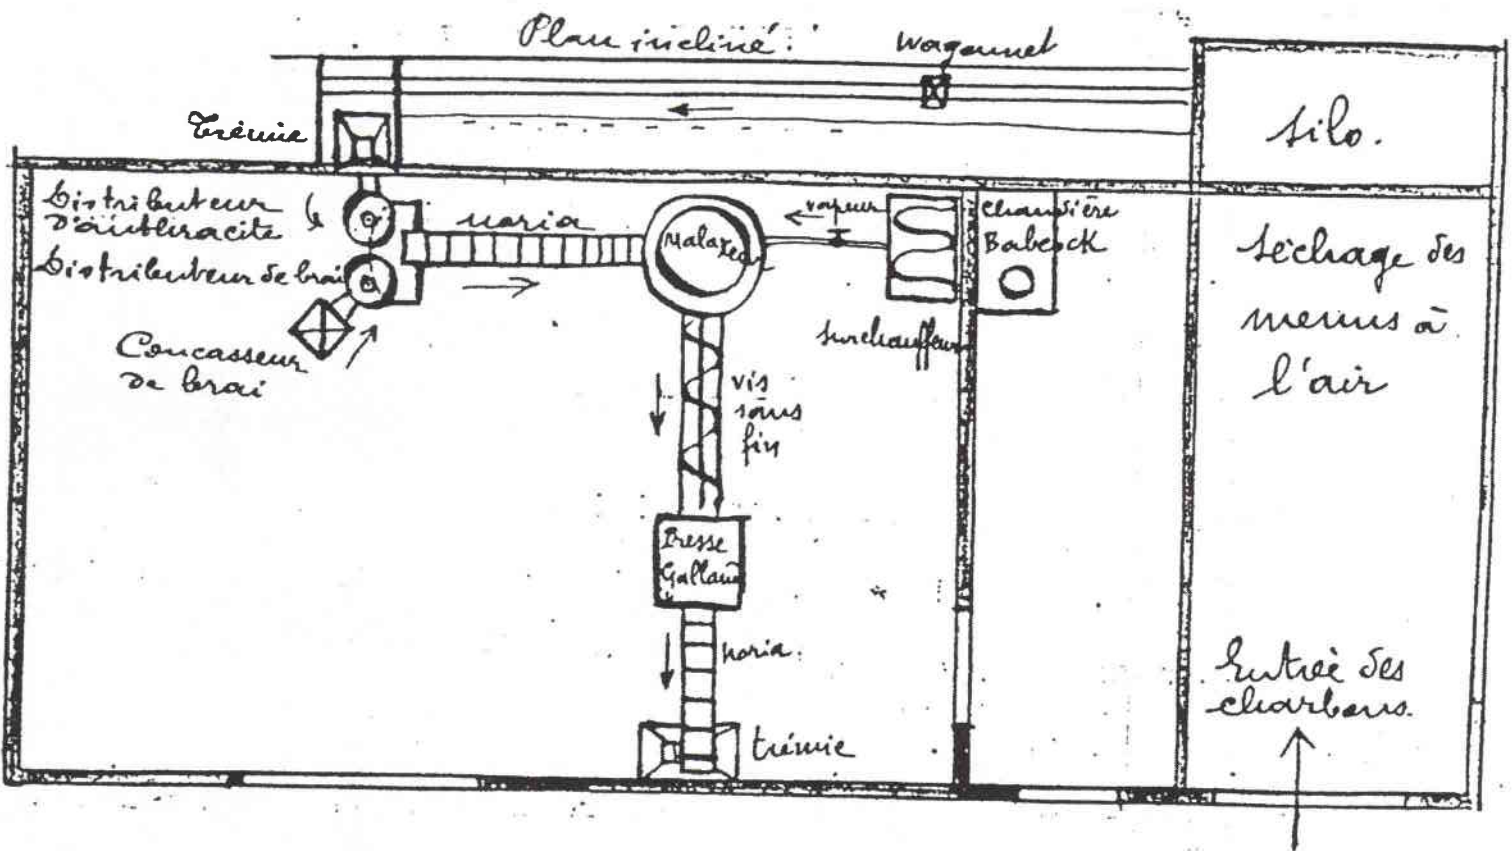 Plan incliné.
wagonnet
Trémie
silo.
Distributeur
d'anthracite
noria
vapeur
chaudière
Babcock
Malaxeur
Distributeur de brai
séchage des
menus à
l'air
Concasseur
de brai
surchauffeur
vis
sans
fin
Presse
Galland
noria.
Entrée des
charbons.
trémie